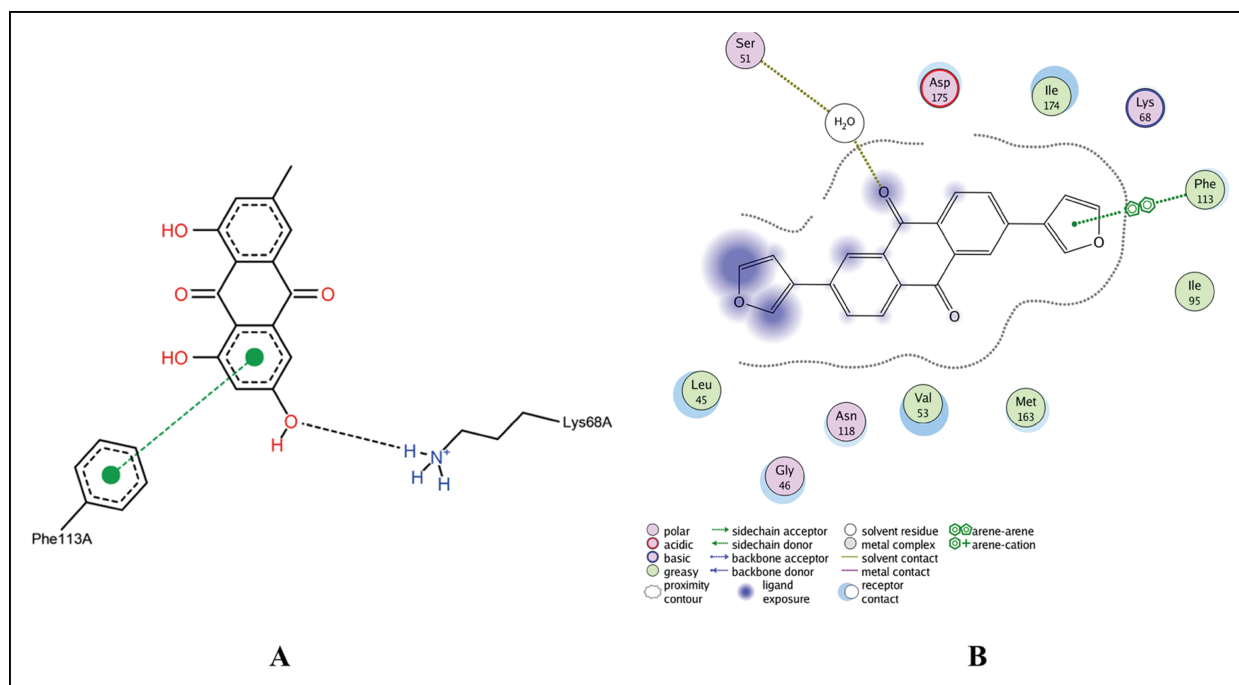 HO
O
O
HO
O
H
H
N+
H
H
Lys68A
Phe113A
A
Ser
51
H2O
Asp
175
Ile
174
Lys
68
Phe
113
O
O
O
O
Ile
95
Leu
45
Asn
118
Val
53
Met
163
Gly
46
polar
acidic
basic
greasy
proximity
contour
sidechain acceptor
sidechain donor
backbone acceptor
backbone donor
ligand
exposure
solvent residue
metal complex
solvent contact
metal contact
receptor
contact
arene-arene
arene-cation
B